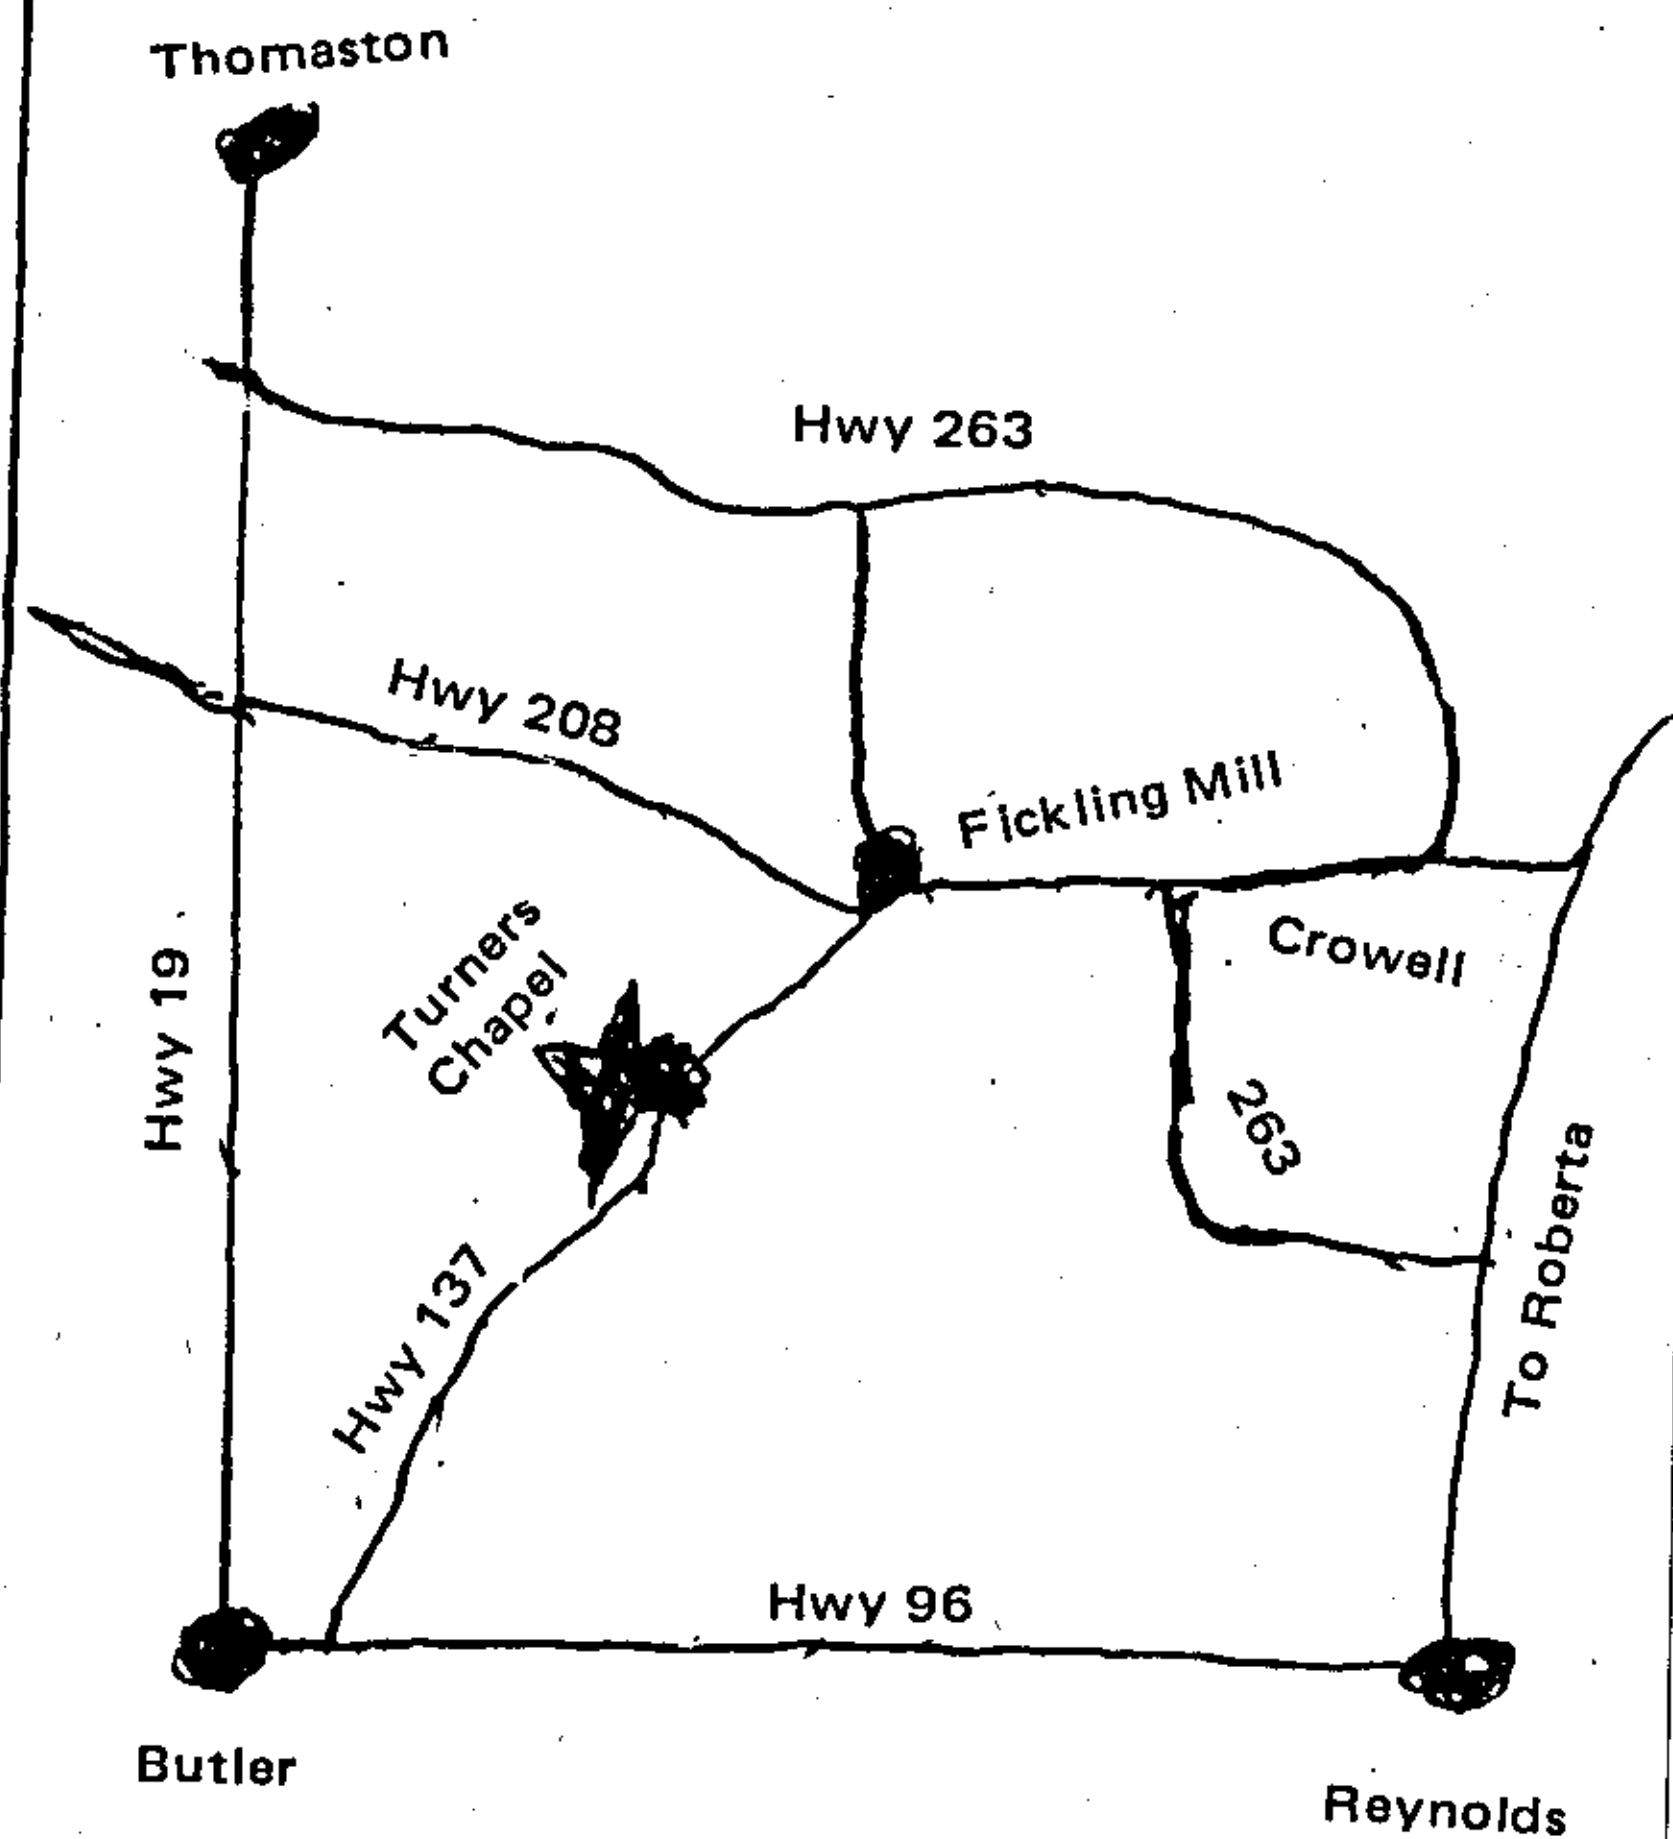 Thomaston
Hwy 263
Hwy 208
Fickling Mill
Turners
Chapel
Crowell
Hwy 19
263
To Roberta
Hwy 137
Hwy 96
Butler
Reynolds